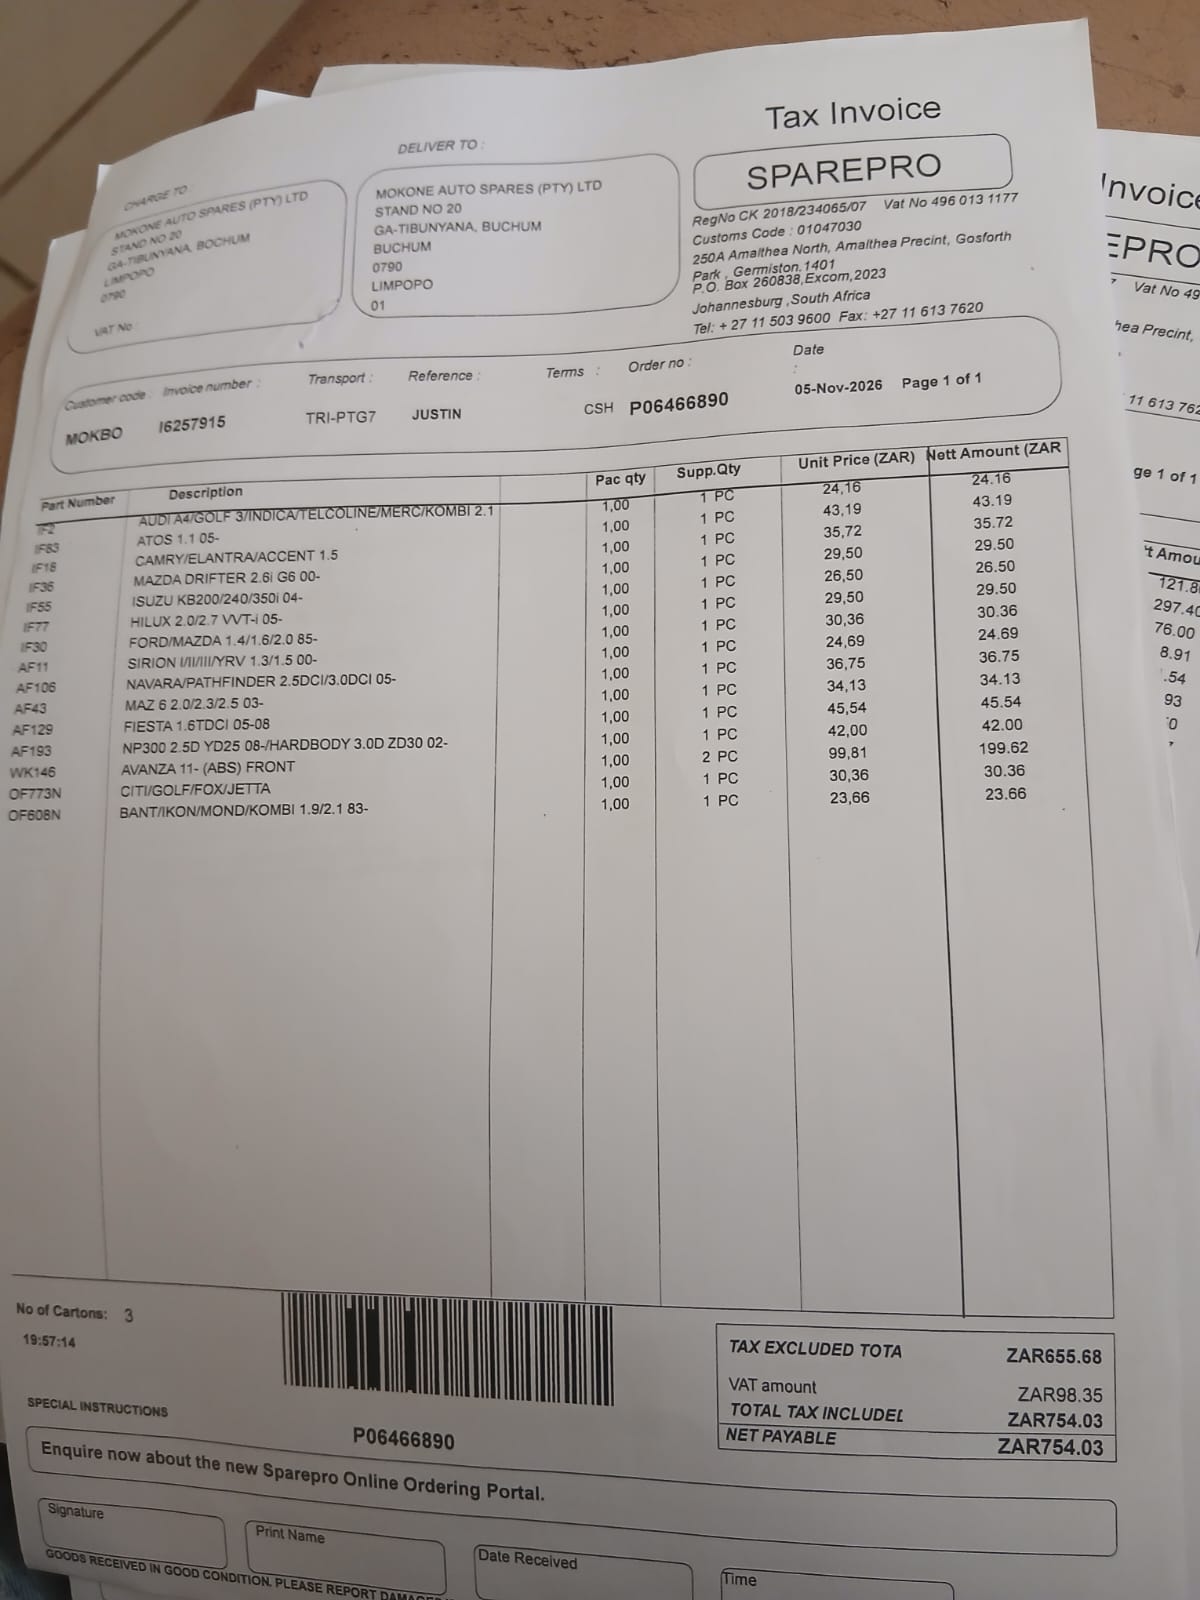 Tax Invoice
CHARGE TO :
MOKONE AUTO SPARES (PTY) LTD
STAND NO 20
GA-TIBUNYANA, BOCHUM
LIMPOPO
0790
VAT No :
DELIVER TO :
MOKONE AUTO SPARES (PTY) LTD
STAND NO 20
GA-TIBUNYANA, BUCHUM
BUCHUM
0790
LIMPOPO
01
SPAREPRO
RegNo CK 2018/234065/07 Vat No 496 013 1177
Customs Code : 01047030
250A Amalthea North, Amalthea Precint, Gosforth
Park , Germiston.1401
P.O. Box 260838,Excom,2023
Johannesburg ,South Africa
Tel: + 27 11 503 9600 Fax: +27 11 613 7620
Customer code : Invoice number : Transport : Reference : Terms : Order no : Date :
MOKBO I6257915 TRI-PTG7 JUSTIN CSH P06466890 05-Nov-2026 Page 1 of 1
Part Number Description Pac qty Supp.Qty Unit Price (ZAR) Nett Amount (ZAR
IF2 AUDI A4/GOLF 3/INDICA/TELCOLINE/MERC/KOMBI 2.1 1,00 1 PC 24,16 24.16
IF83 ATOS 1.1 05- 1,00 1 PC 43,19 43.19
IF18 CAMRY/ELANTRA/ACCENT 1.5 1,00 1 PC 35,72 35.72
IF36 MAZDA DRIFTER 2.6i G6 00- 1,00 1 PC 29,50 29.50
IF55 ISUZU KB200/240/350i 04- 1,00 1 PC 26,50 26.50
IF77 HILUX 2.0/2.7 VVT-i 05- 1,00 1 PC 29,50 29.50
IF30 FORD/MAZDA 1.4/1.6/2.0 85- 1,00 1 PC 30,36 30.36
AF11 SIRION I/II/III/YRV 1.3/1.5 00- 1,00 1 PC 24,69 24.69
AF106 NAVARA/PATHFINDER 2.5DCI/3.0DCI 05- 1,00 1 PC 36,75 36.75
AF43 MAZ 6 2.0/2.3/2.5 03- 1,00 1 PC 34,13 34.13
AF129 FIESTA 1.6TDCI 05-08 1,00 1 PC 45,54 45.54
AF193 NP300 2.5D YD25 08-/HARDBODY 3.0D ZD30 02- 1,00 1 PC 42,00 42.00
WK146 AVANZA 11- (ABS) FRONT 1,00 2 PC 99,81 199.62
OF773N CITI/GOLF/FOX/JETTA 1,00 1 PC 30,36 30.36
OF608N BANT/IKON/MOND/KOMBI 1.9/2.1 83- 1,00 1 PC 23,66 23.66
No of Cartons: 3
19:57:14
P06466890
TAX EXCLUDED TOTA ZAR655.68
VAT amount ZAR98.35
TOTAL TAX INCLUDEL ZAR754.03
NET PAYABLE ZAR754.03
SPECIAL INSTRUCTIONS
Enquire now about the new Sparepro Online Ordering Portal.
Signature
Print Name
Date Received
Time
GOODS RECEIVED IN GOOD CONDITION. PLEASE REPORT
Invoice
EPRO
Vat No 49
hea Precint,
11 613 762
ge 1 of 1
t Amou
121.8
297.40
76.00
8.91
.54
93